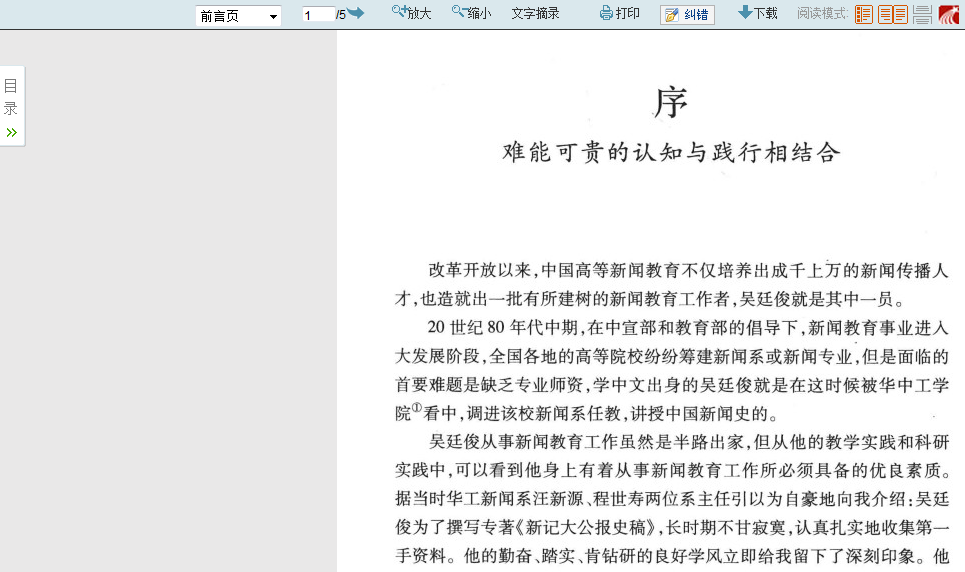 前言页 1 /5 放大 缩小 文字摘录 打印 纠错 下载 阅读模式:
目
录
序
难能可贵的认知与践行相结合
改革开放以来,中国高等新闻教育不仅培养出成千上万的新闻传播人
才,也造就出一批有所建树的新闻教育工作者,吴廷俊就是其中一员。
20 世纪 80 年代中期,在中宣部和教育部的倡导下,新闻教育事业进入
大发展阶段,全国各地的高等院校纷纷筹建新闻系或新闻专业,但是面临的
首要难题是缺乏专业师资,学中文出身的吴廷俊就是在这时候被华中工学
院①看中,调进该校新闻系任教,讲授中国新闻史的。
吴廷俊从事新闻教育工作虽然是半路出家,但从他的教学实践和科研
实践中,可以看到他身上有着从事新闻教育工作所必须具备的优良素质。
据当时华工新闻系汪新源、程世寿两位系主任引以为自豪地向我介绍:吴廷
俊为了撰写专著《新记大公报史稿》,长时期不甘寂寞,认真扎实地收集第一
手资料。他的勤奋、踏实、肯钻研的良好学风立即给我留下了深刻印象。他